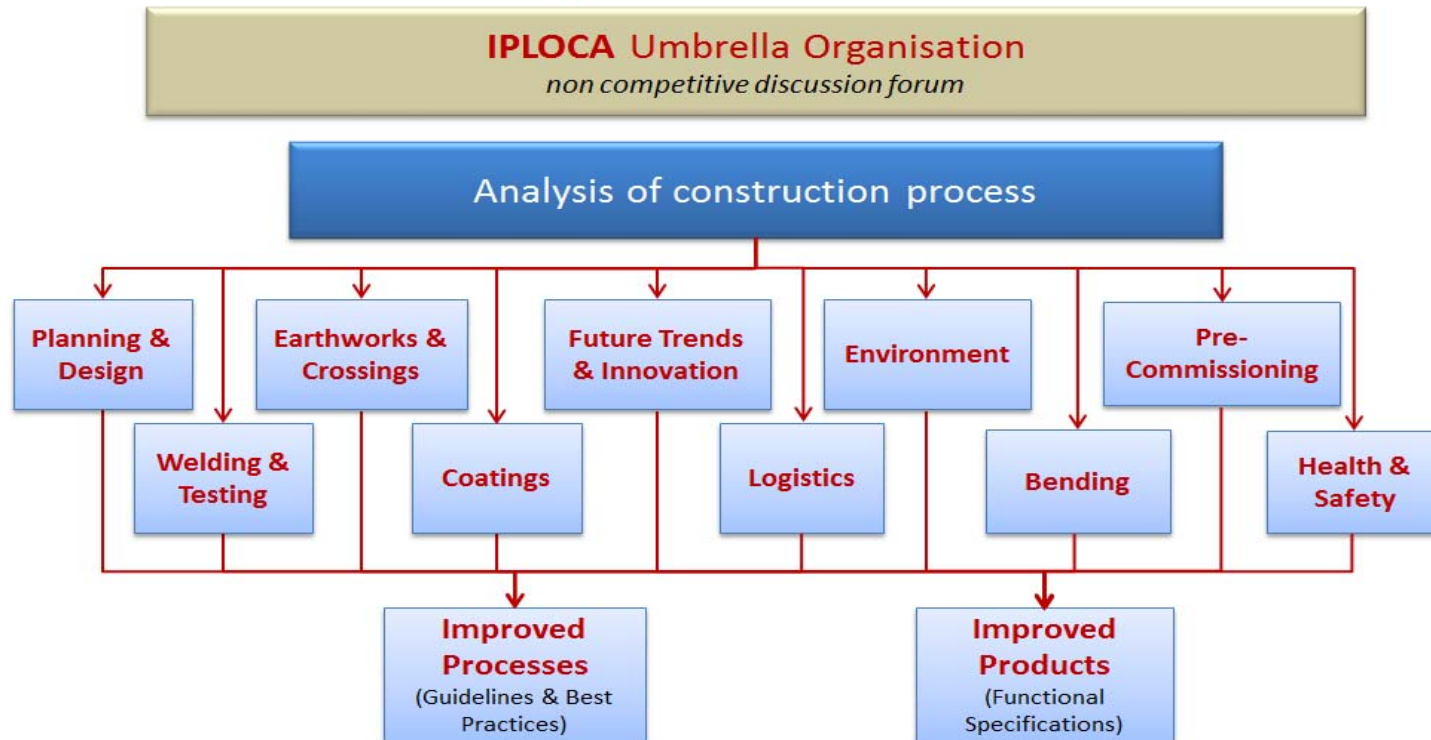 IPLOCA Umbrella Organisation
non competitive discussion forum
Analysis of construction process
Planning &
Design
Earthworks &
Crossings
Future Trends
& Innovation
Environment
Pre-
Commissioning
Welding &
Testing
Coatings
Logistics
Bending
Health &
Safety
Improved
Processes
(Guidelines & Best
Practices)
Improved
Products
(Functional
Specifications)